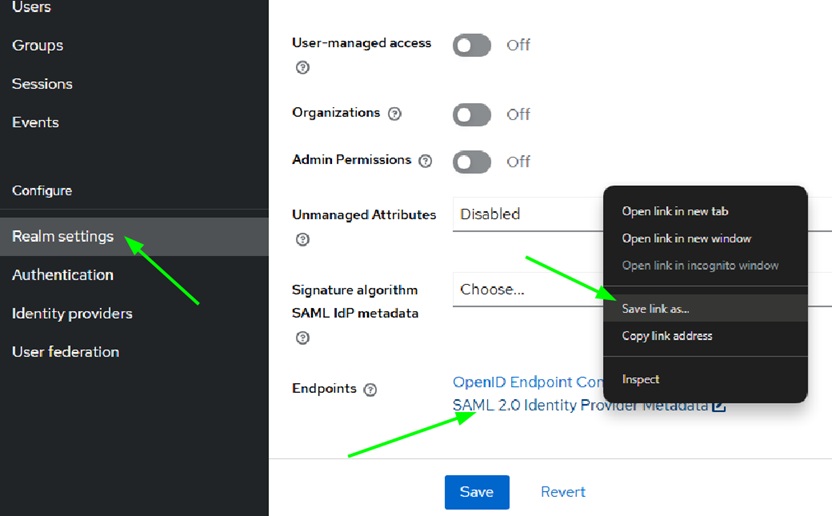 Users
Groups
Sessions
Events
Configure
Realm settings
Authentication
Identity providers
User federation
User-managed access
Off
Organizations
Off
Admin Permissions
Off
Unmanaged Attributes
Disabled
Signature algorithm
SAML IdP metadata
Choose...
Endpoints
OpenID Endpoint Con
SAML 2.0 Identity Provider Metadata
Save
Revert
Open link in new tab
Open link in new window
Open link in incognito window
Save link as...
Copy link address
Inspect